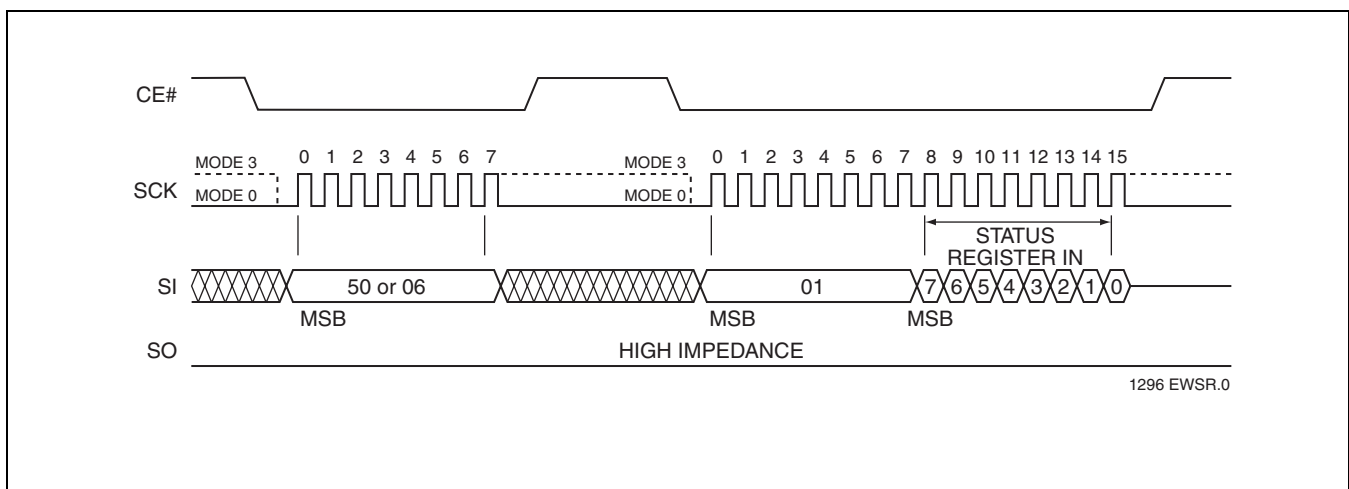 CE#
MODE 3 0 1 2 3 4 5 6 7 MODE 3 0 1 2 3 4 5 6 7 8 9 10 11 12 13 14 15
SCK MODE 0 MODE 0
STATUS
REGISTER IN
SI 50 or 06 01 7 6 5 4 3 2 1 0
MSB MSB MSB
SO HIGH IMPEDANCE
1296 EWSR.0